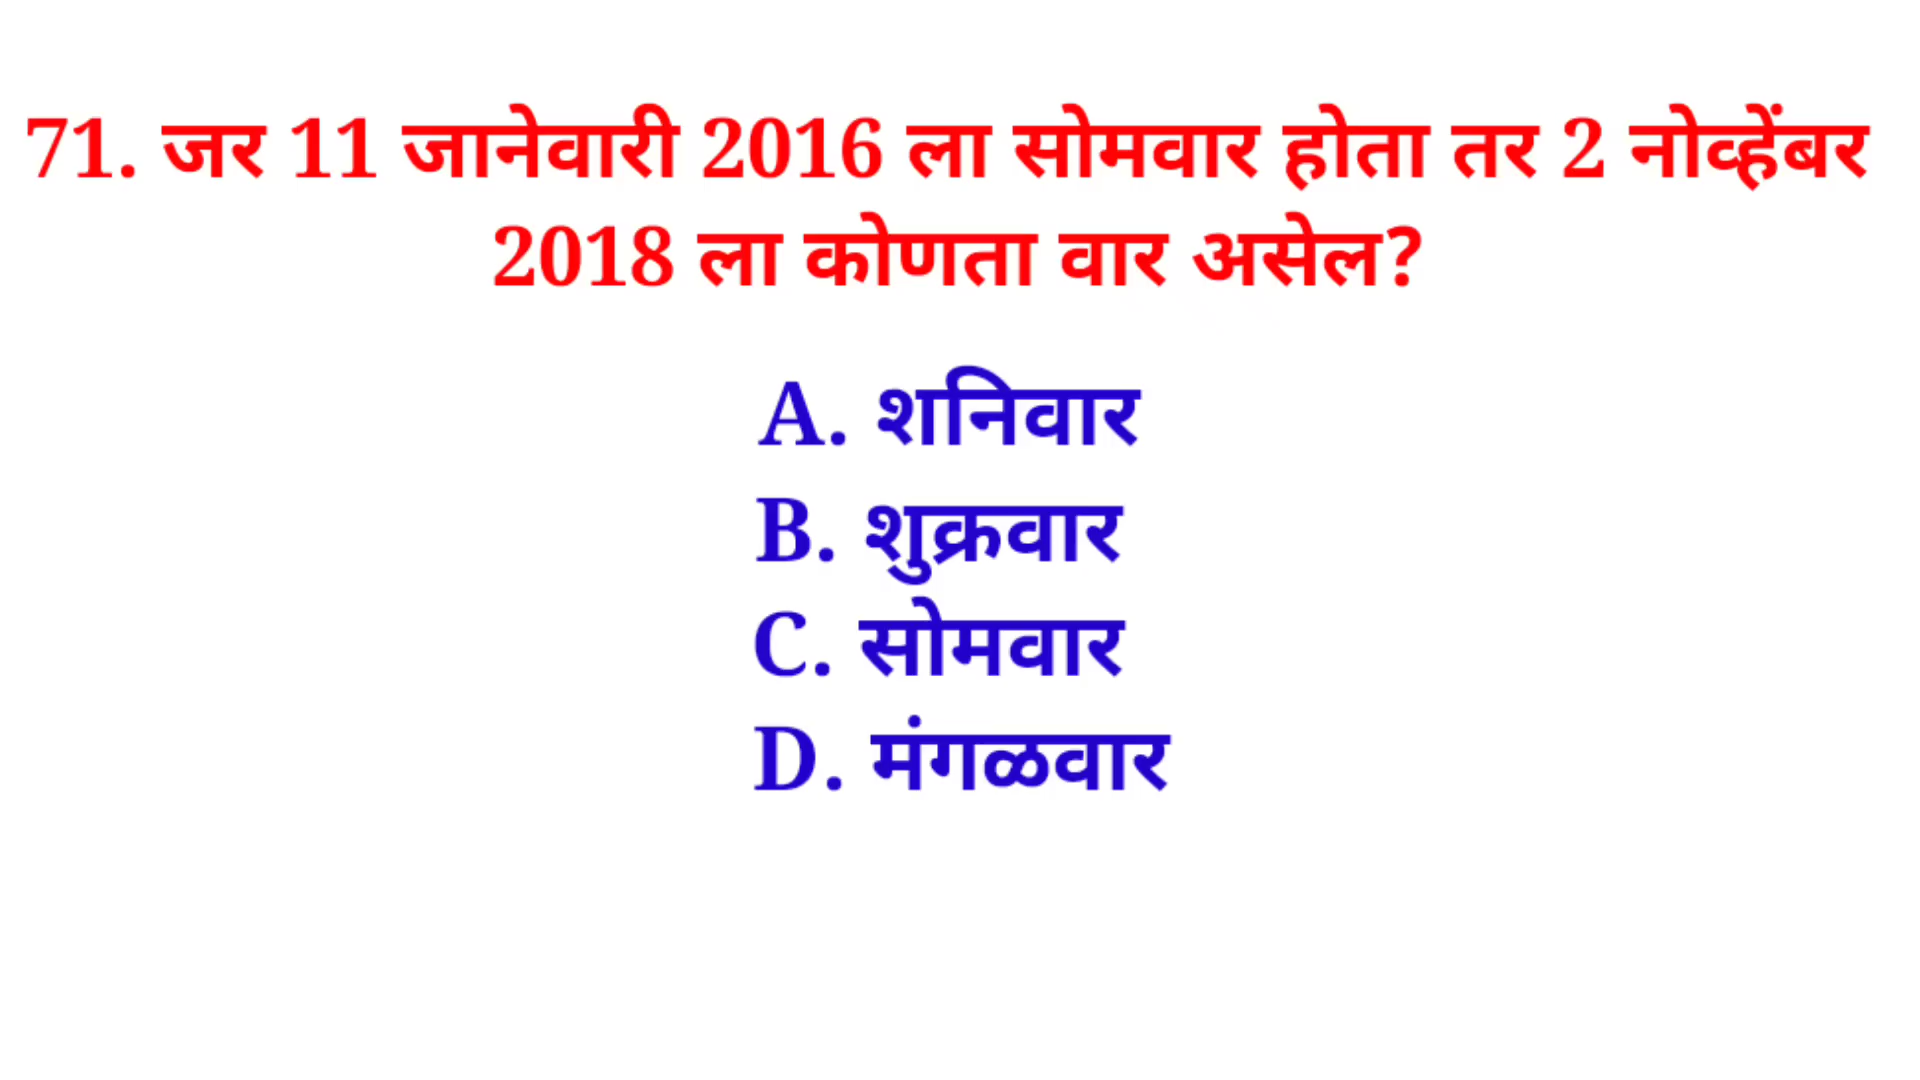 71. जर 11 जानेवारी 2016 ला सोमवार होता तर 2 नोव्हेंबर
2018 ला कोणता वार असेल?
A. शनिवार
B. शुक्रवार
C. सोमवार
D. मंगळवार